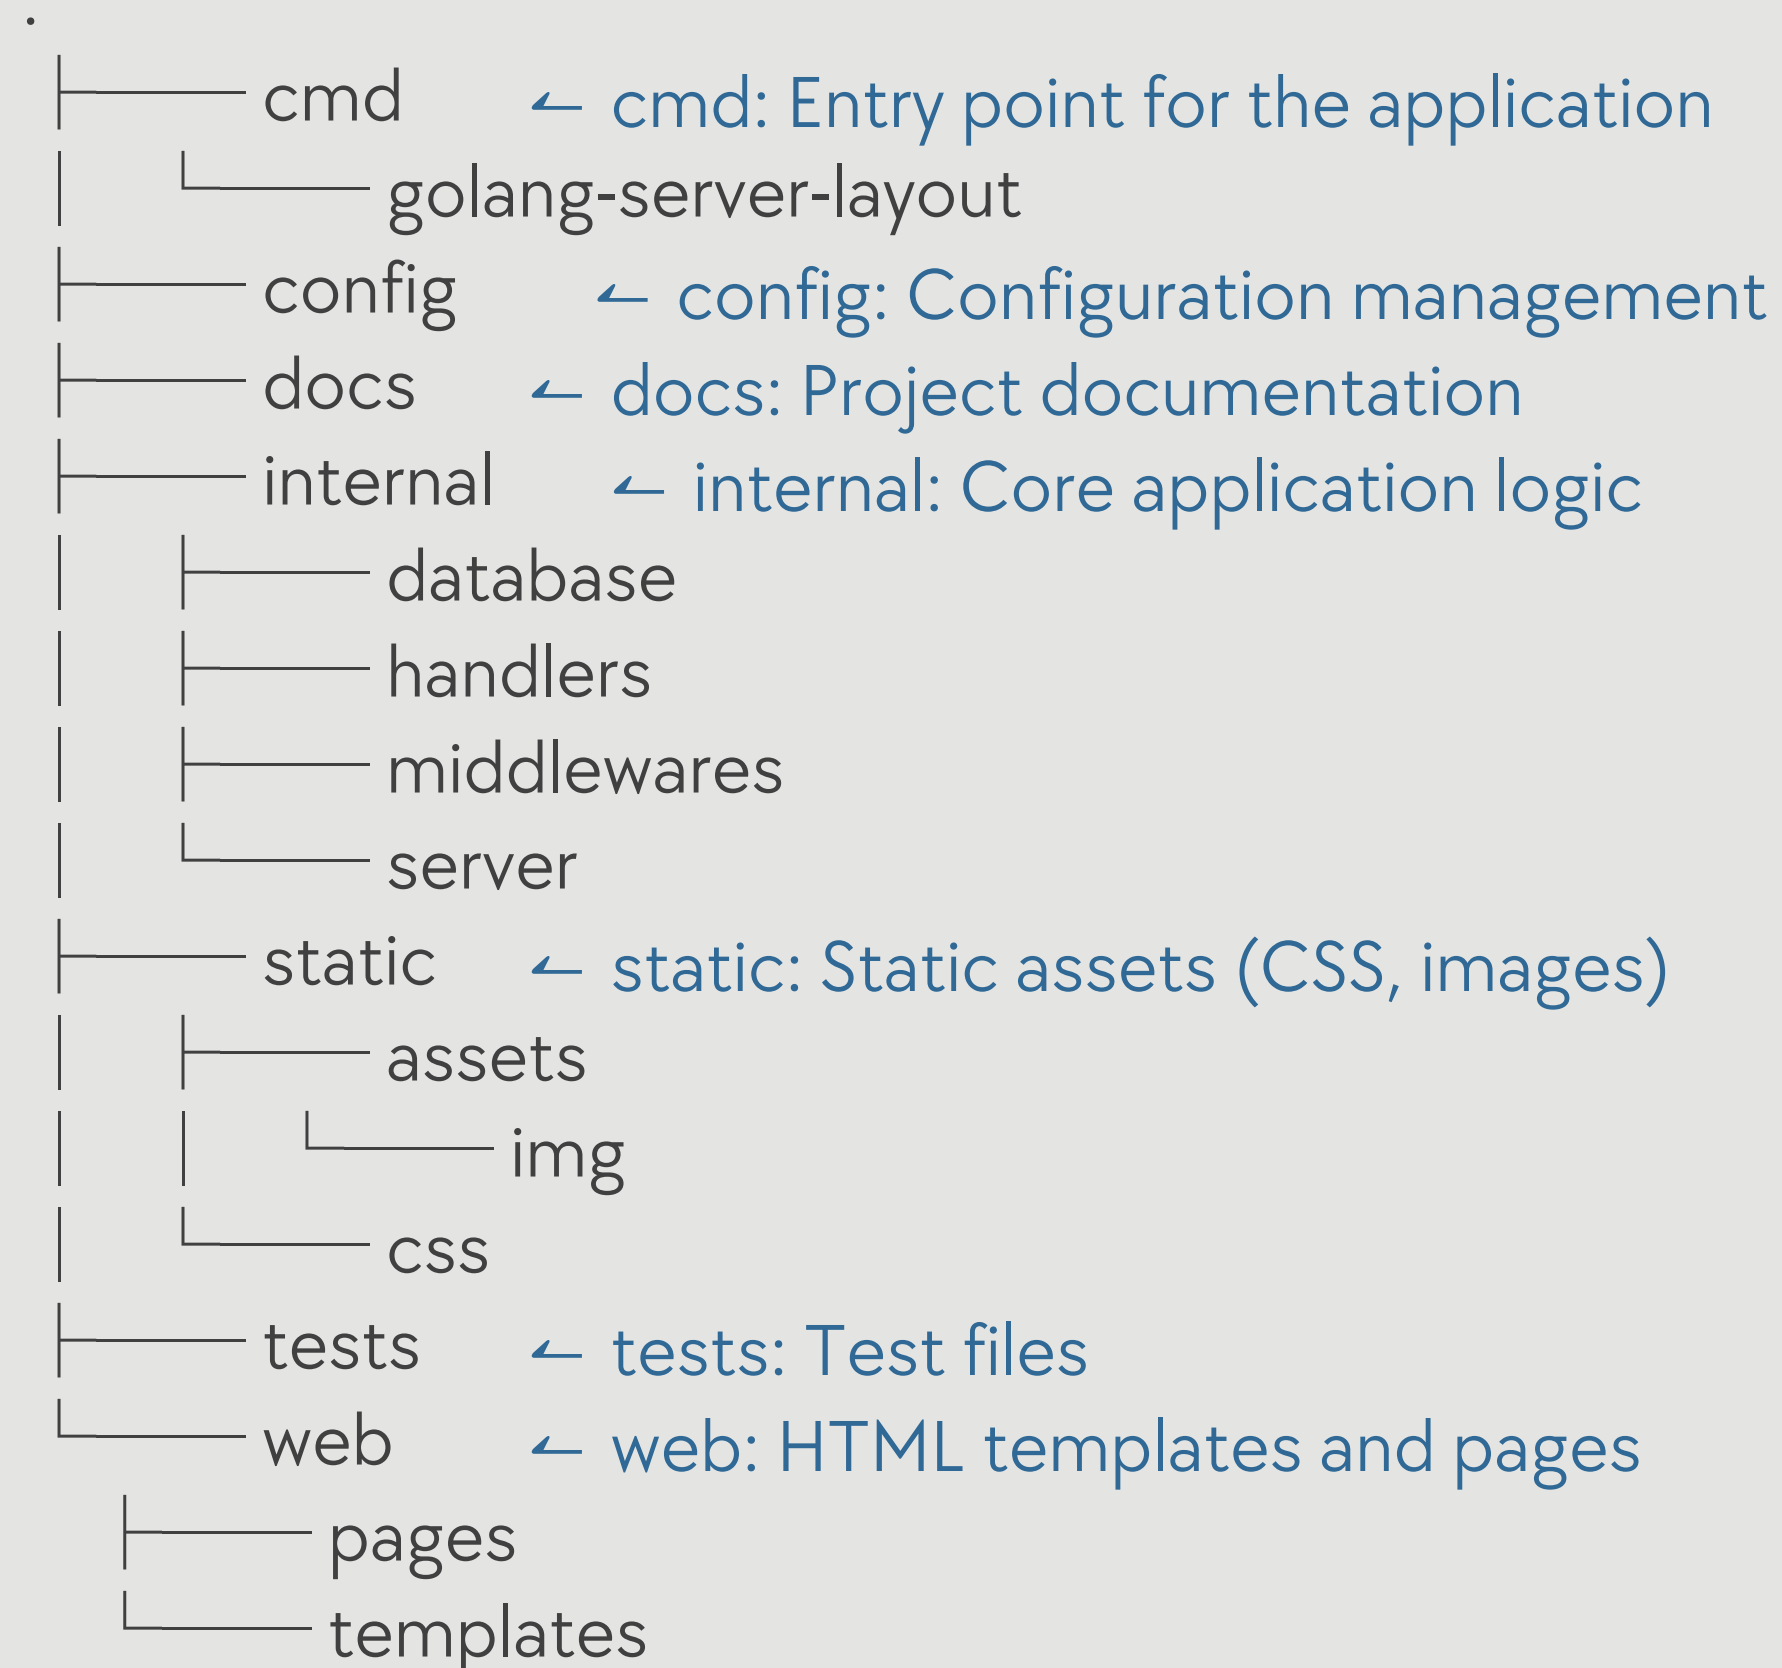 .
├── cmd ← cmd: Entry point for the application
│   └── golang-server-layout
├── config ← config: Configuration management
├── docs ← docs: Project documentation
├── internal ← internal: Core application logic
│   ├── database
│   ├── handlers
│   ├── middlewares
│   └── server
├── static ← static: Static assets (CSS, images)
│   ├── assets
│   │   └── img
│   └── css
├── tests ← tests: Test files
└── web ← web: HTML templates and pages
    ├── pages
    └── templates